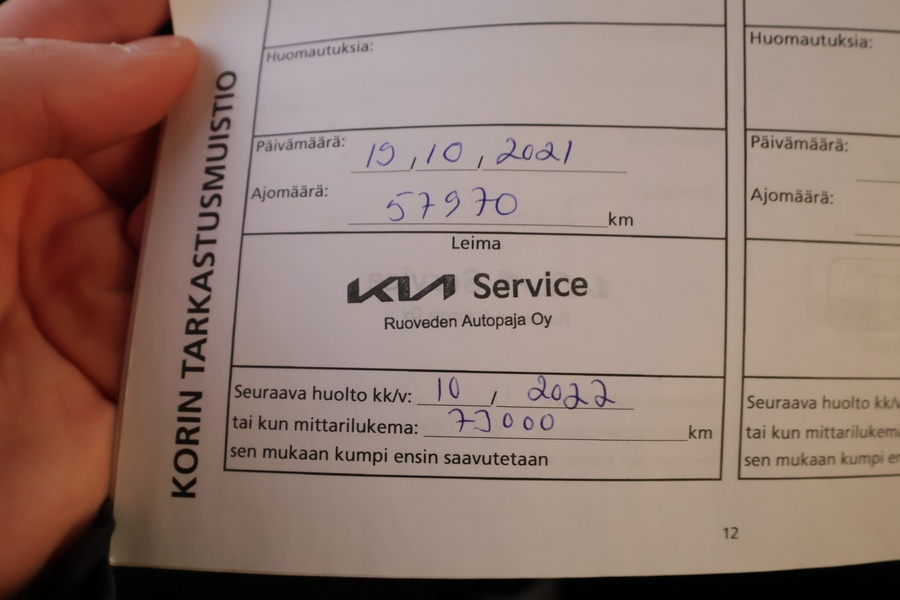 KORIN TARKASTUSMUISTIO
Huomautuksia:
Päivämäärä: 19, 10, 2021
Ajomäärä: 57970 km
Leima
KIA Service
Ruoveden Autopaja Oy
Seuraava huolto kk/v: 10 / 2022
tai kun mittarilukema: 73000 km
sen mukaan kumpi ensin saavutetaan
Huomautuksia:
Päivämäärä:
Ajomäärä:
Seuraava huolto kk/v
tai kun mittarilukema
sen mukaan kumpi
12